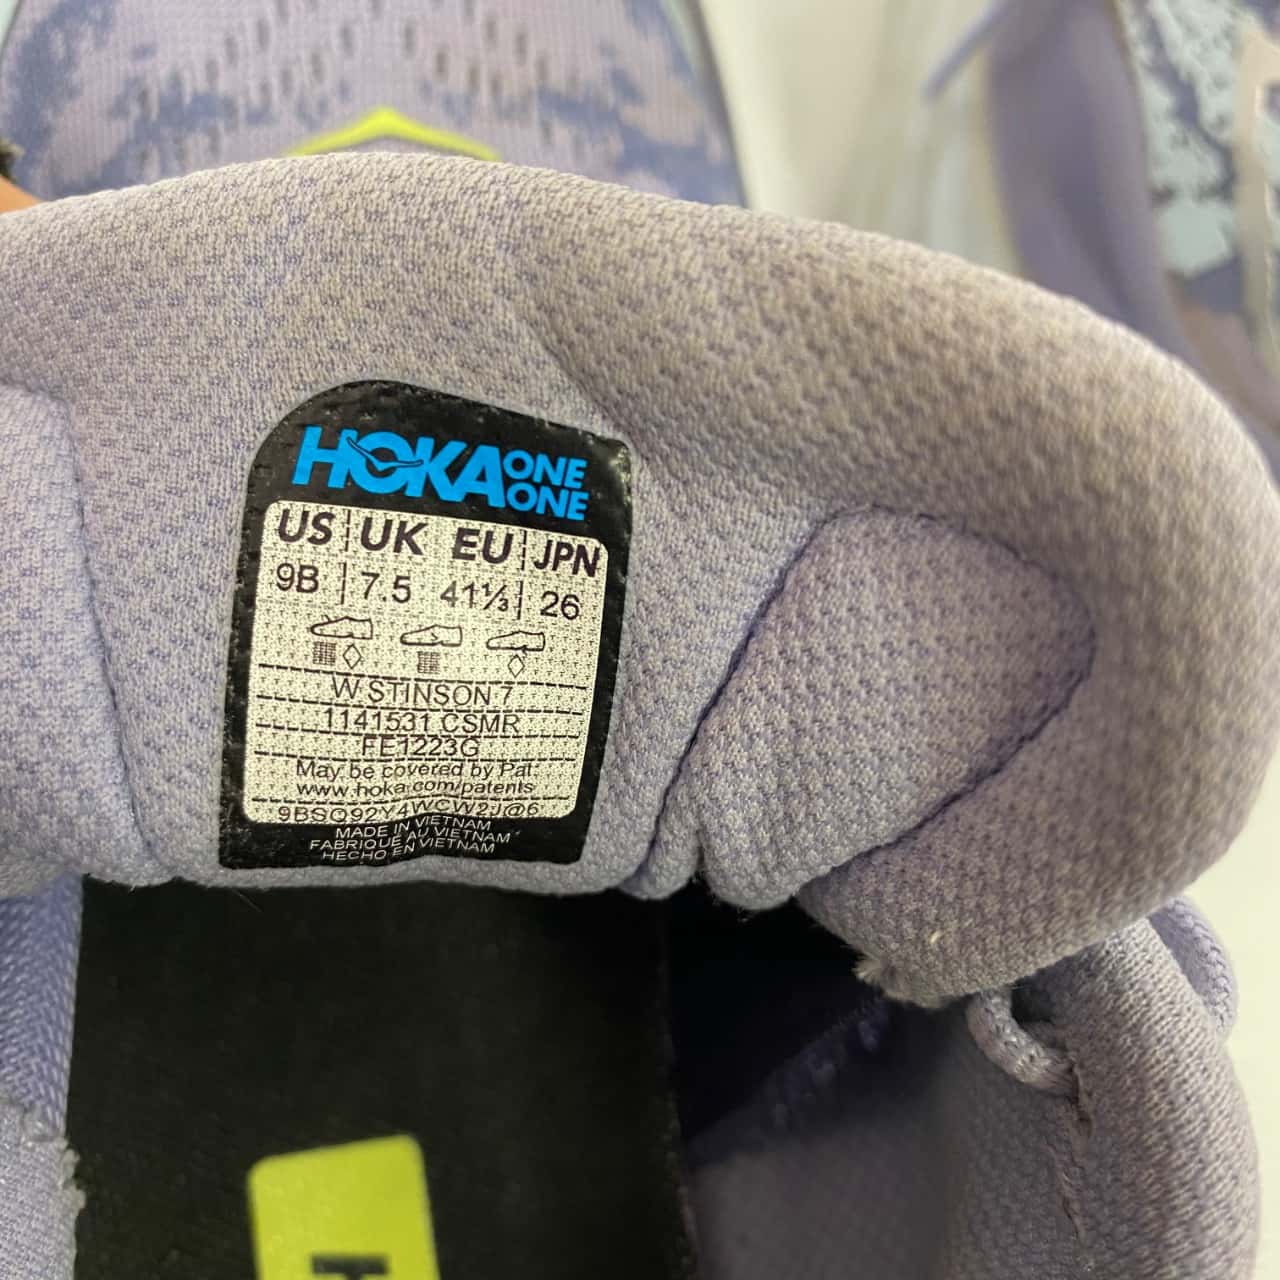 HOKA ONE ONE
US UK EU JPN
9B 7.5 41⅓ 26
W STINSON 7
1141531 CSMR
FE1223G
May be covered by Pat.
www.hoka.com/patents
9BSQ92Y4WCW2J@6
MADE IN VIETNAM
FABRIQUE AU VIETNAM
HECHO EN VIETNAM